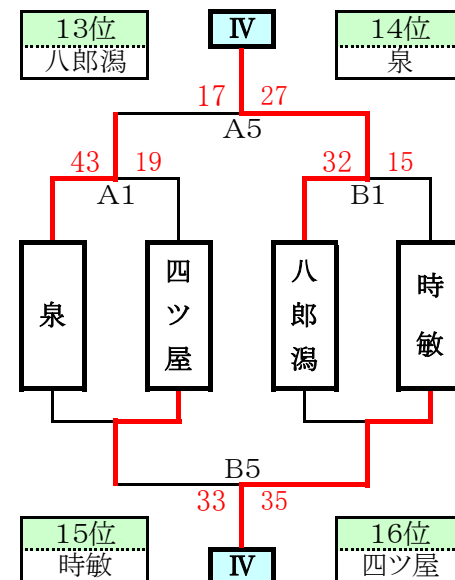 13位
八郎潟
Ⅳ
14位
泉
17 27
A5
43 19
A1
32 15
B1
泉
四ツ屋
八郎潟
時敏
B5
33 35
15位
時敏
Ⅳ
16位
四ツ屋